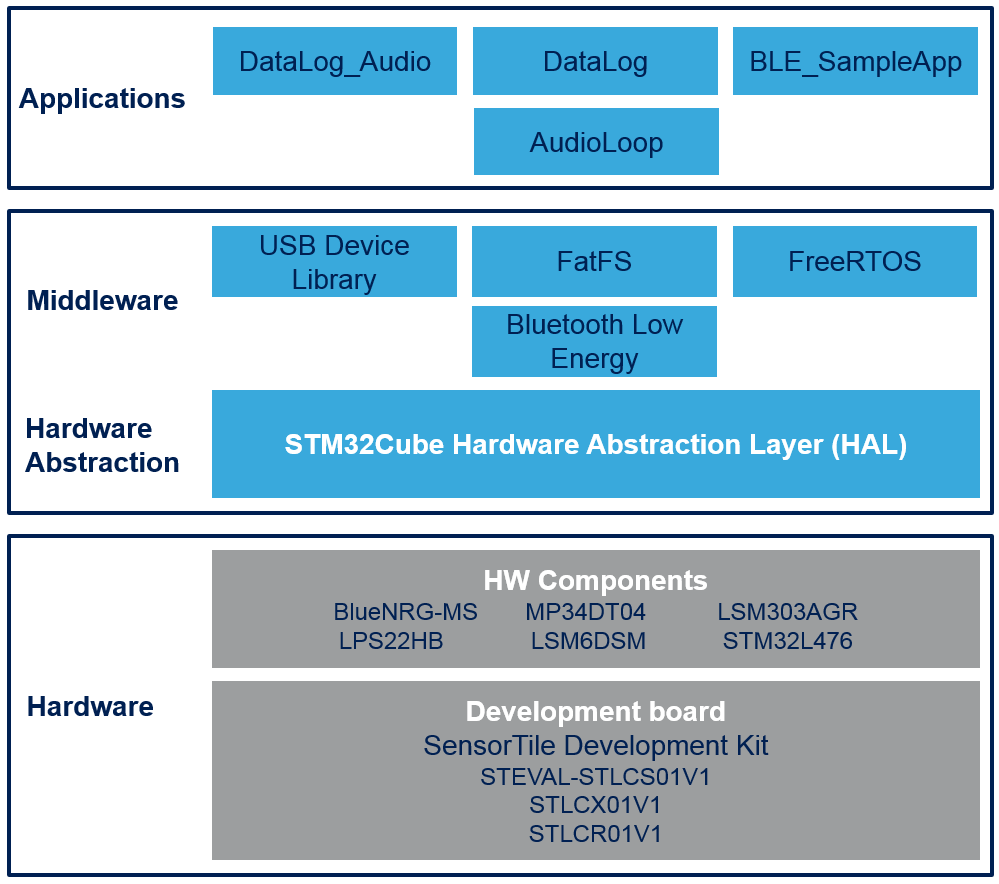 Applications
DataLog_Audio
DataLog
BLE_SampleApp
AudioLoop
Middleware
USB Device
Library
FatFS
FreeRTOS
Bluetooth Low
Energy
Hardware
Abstraction
STM32Cube Hardware Abstraction Layer (HAL)
Hardware
HW Components
BlueNRG-MS MP34DT04 LSM303AGR
LPS22HB LSM6DSM STM32L476
Development board
SensorTile Development Kit
STEVAL-STLCS01V1
STLCX01V1
STLCR01V1